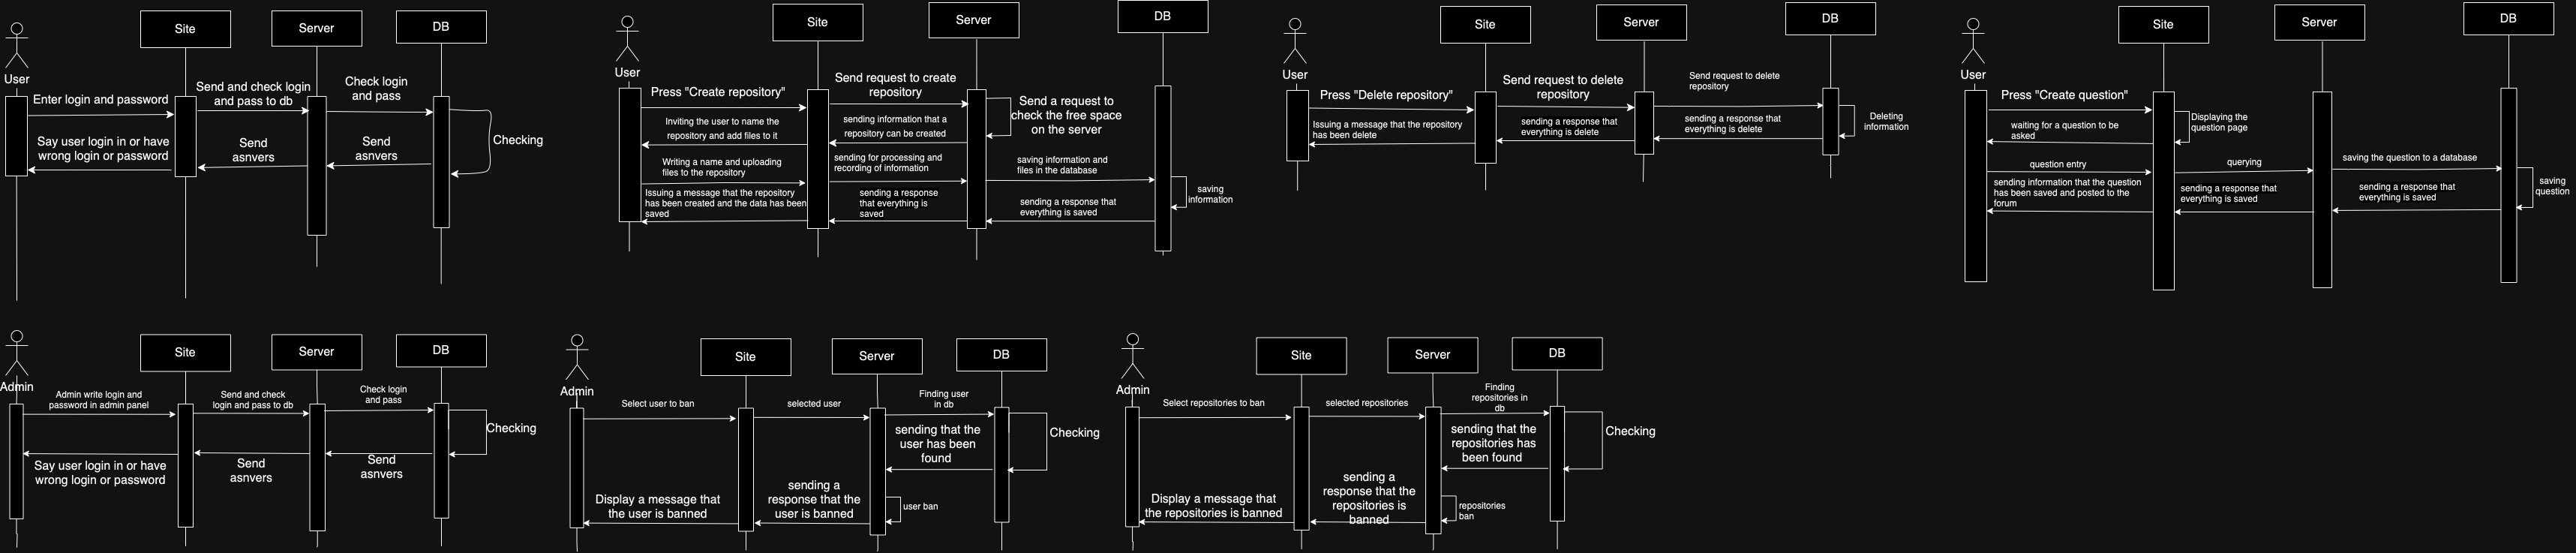 User
Site
Server
DB
Enter login and password
Send and check login
and pass to db
Check login
and pass
Checking
Say user login in or have
wrong login or password
Send
asnvers
Send
asnvers
User
Site
Server
DB
Press "Create repository"
Send request to create
repository
Send a request to
check the free space
on the server
Inviting the user to name the
repository and add files to it
sending information that a
repository can be created
Writing a name and uploading
files to the repository
sending for processing and
recording of information
saving information and
files in the database
saving
information
Issuing a message that the repository
has been created and the data has been
saved
sending a response
that everything is
saved
sending a response that
everything is saved
User
Site
Server
DB
Press "Delete repository"
Send request to delete
repository
Send request to delete
repository
Deleting
information
Issuing a message that the repository
has been delete
sending a response that
everything is delete
sending a response that
everything is delete
User
Site
Server
DB
Press "Create question"
Displaying the
question page
waiting for a question to be
asked
question entry
querying
saving the question to a database
saving
question
sending information that the question
has been saved and posted to the
forum
sending a response that
everything is saved
sending a response that
everything is saved
Admin
Site
Server
DB
Admin write login and
password in admin panel
Send and check
login and pass to db
Check login
and pass
Checking
Say user login in or have
wrong login or password
Send
asnvers
Send
asnvers
Admin
Site
Server
DB
Select user to ban
selected user
Finding user
in db
Checking
sending that the
user has been
found
user ban
Display a message that
the user is banned
sending a
response that the
user is banned
Admin
Site
Server
DB
Select repositories to ban
selected repositories
Finding
repositories in
db
Checking
sending that the
repositories has
been found
repositories
ban
Display a message that
the repositories is banned
sending a
response that the
repositories is
banned